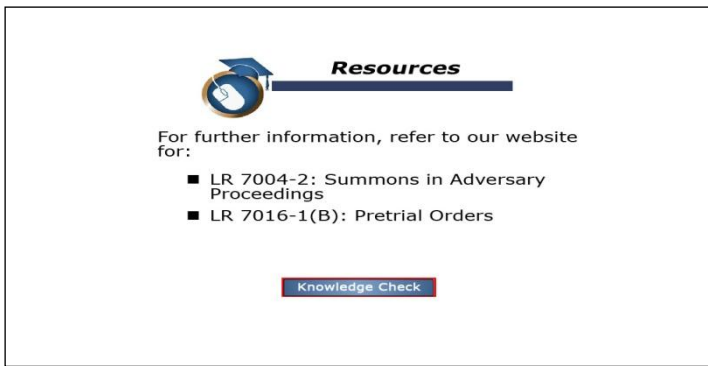 Resources
For further information, refer to our website
for:
■ LR 7004-2: Summons in Adversary
Proceedings
■ LR 7016-1(B): Pretrial Orders
Knowledge Check